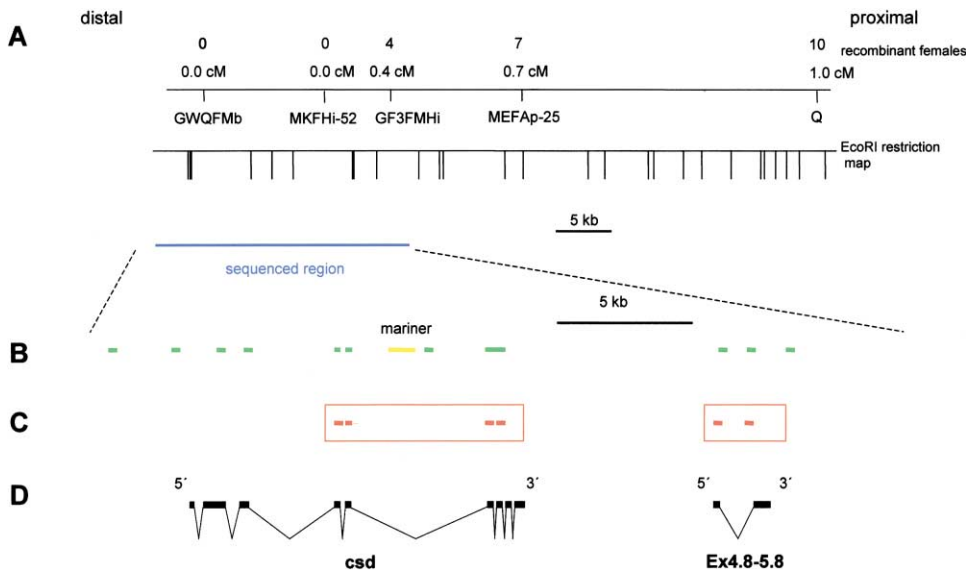 distal proximal
A
0 0 4 7 10 recombinant females
0.0 cM 0.0 cM 0.4 cM 0.7 cM 1.0 cM
GWQFMb MKFHi-52 GF3FMHi MEFAp-25 Q
EcoRI restriction
map
5 kb
sequenced region
5 kb
mariner
B
C
5´ 3´ 5´ 3´
D
csd Ex4.8-5.8